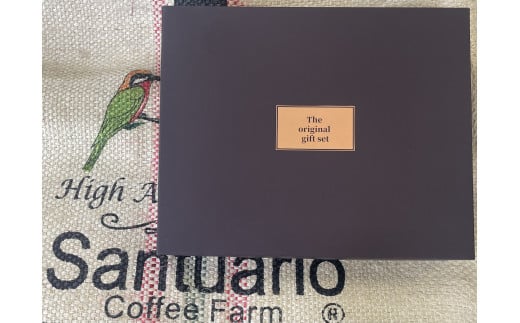 The
original
gift set
High A
Santuario
Coffee Farm ®